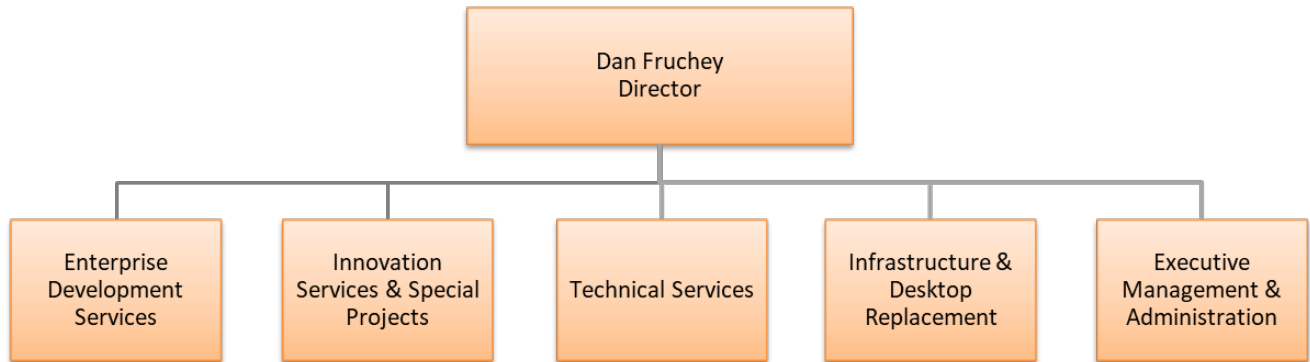 Dan Fruchey
Director
Enterprise
Development
Services
Innovation
Services & Special
Projects
Technical Services
Infrastructure &
Desktop
Replacement
Executive
Management &
Administration